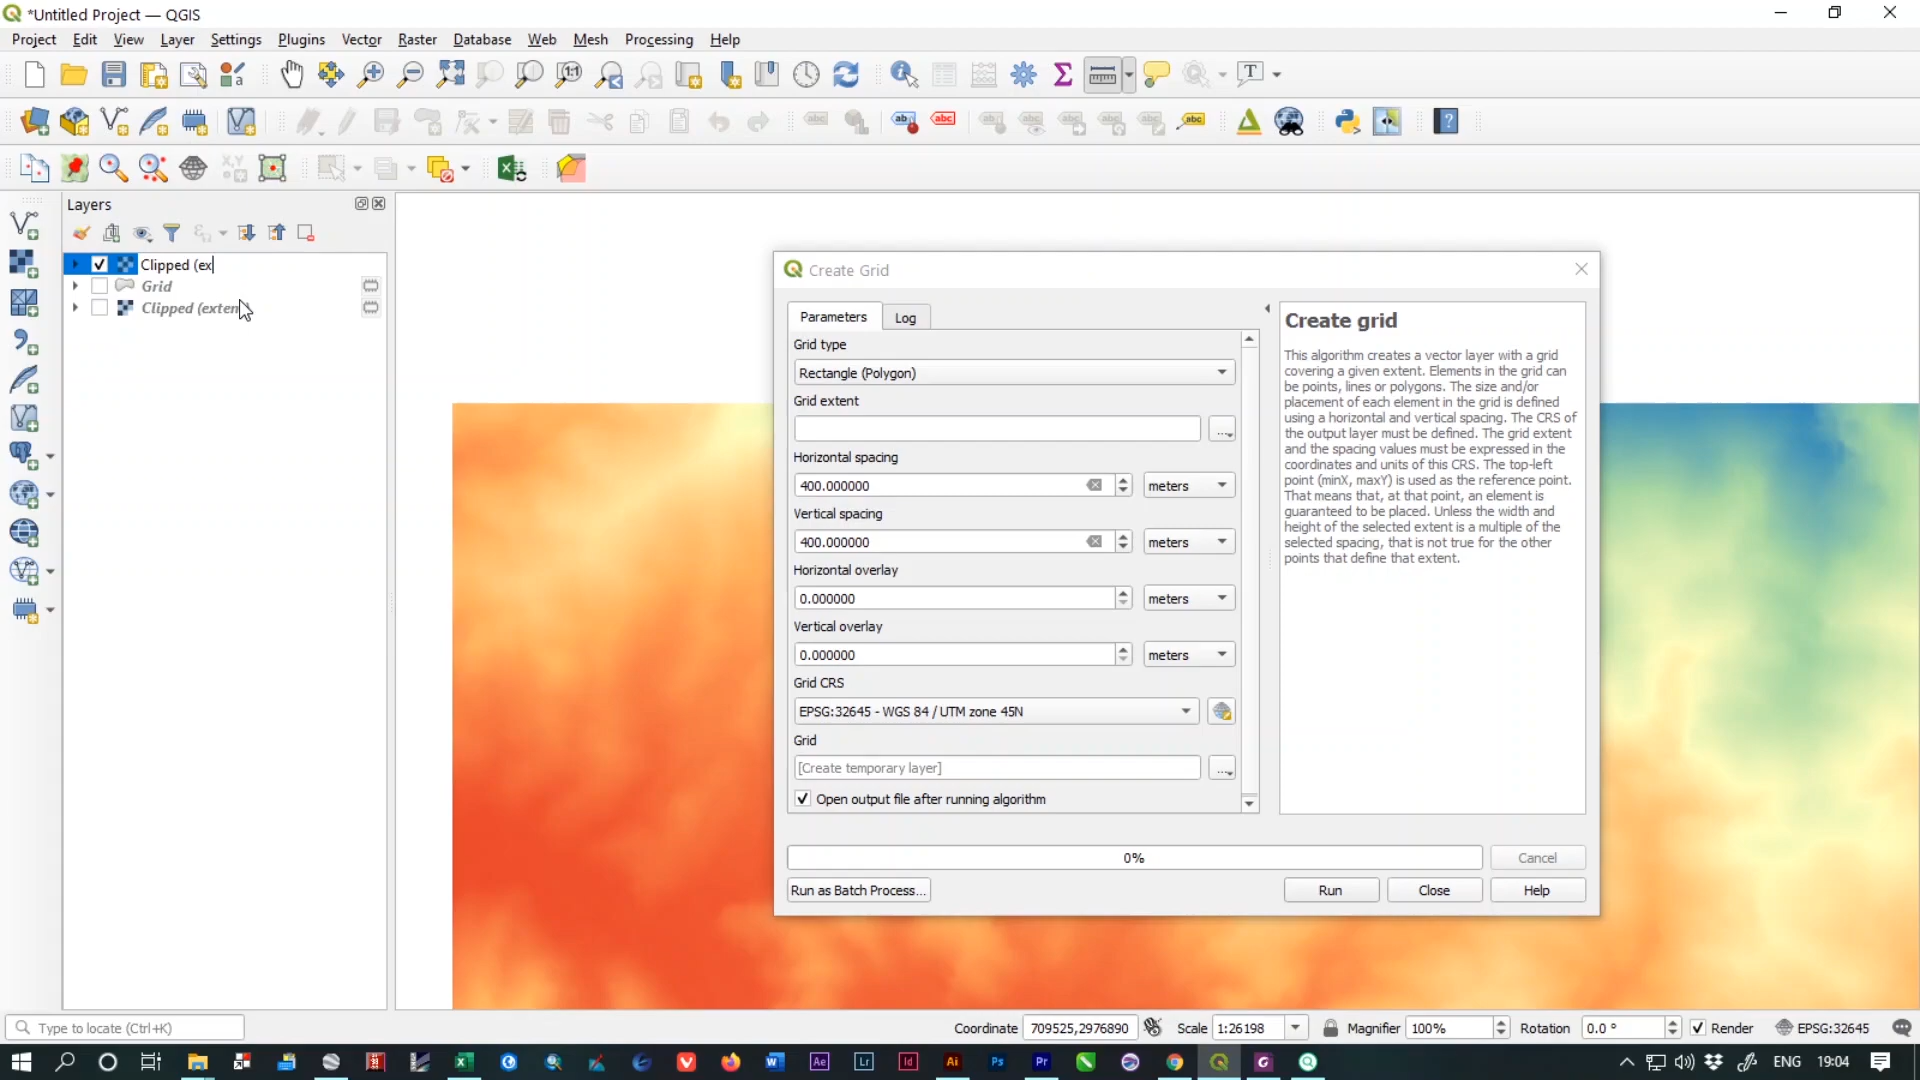 *Untitled Project — QGIS
Project Edit View Layer Settings Plugins Vector Raster Database Web Mesh Processing Help
Layers
Clipped (ex
Grid
Clipped (exten
Create Grid
Parameters Log
Grid type
Rectangle (Polygon)
Grid extent
Horizontal spacing
400.000000 meters
Vertical spacing
400.000000 meters
Horizontal overlay
0.000000 meters
Vertical overlay
0.000000 meters
Grid CRS
EPSG:32645 - WGS 84 / UTM zone 45N
Grid
[Create temporary layer]
Open output file after running algorithm
Create grid
This algorithm creates a vector layer with a grid
covering a given extent. Elements in the grid can
be points, lines or polygons. The size and/or
placement of each element in the grid is defined
using a horizontal and vertical spacing. The CRS of
the output layer must be defined. The grid extent
and the spacing values must be expressed in the
coordinates and units of this CRS. The top-left
point (minX, maxY) is used as the reference point.
That means that, at that point, an element is
guaranteed to be placed. Unless the width and
height of the selected extent is a multiple of the
selected spacing, that is not true for the other
points that define that extent.
0% Cancel
Run as Batch Process... Run Close Help
Type to locate (Ctrl+K) Coordinate 709525,2976890 Scale 1:26198 Magnifier 100% Rotation 0.0 ° Render EPSG:32645
ENG 19:04